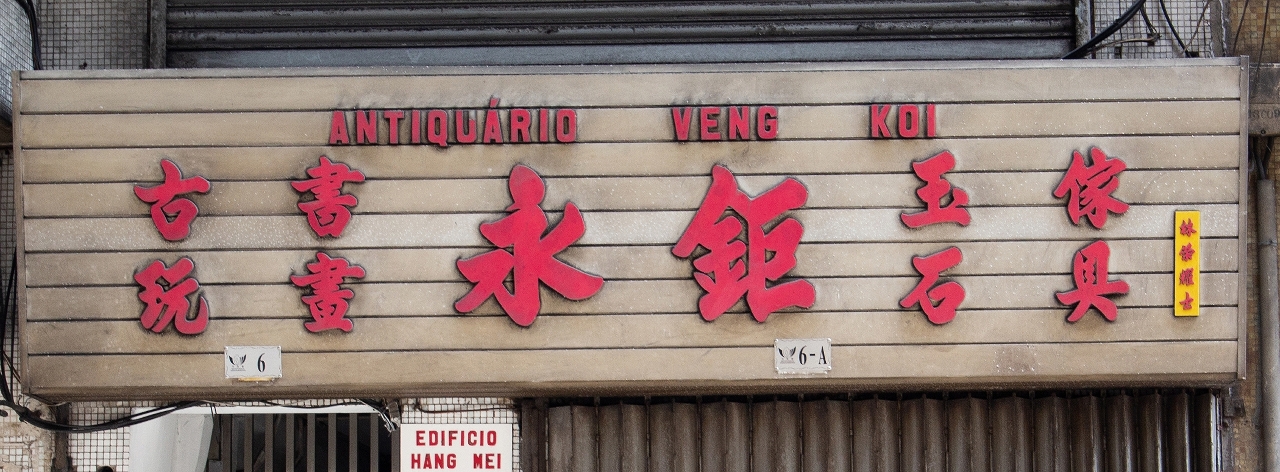 ANTIQUÁRIO VENG KOI
古玩
書畫
永鉅
玉石
傢具
6
6-A
EDIFICIO
HANG MEI